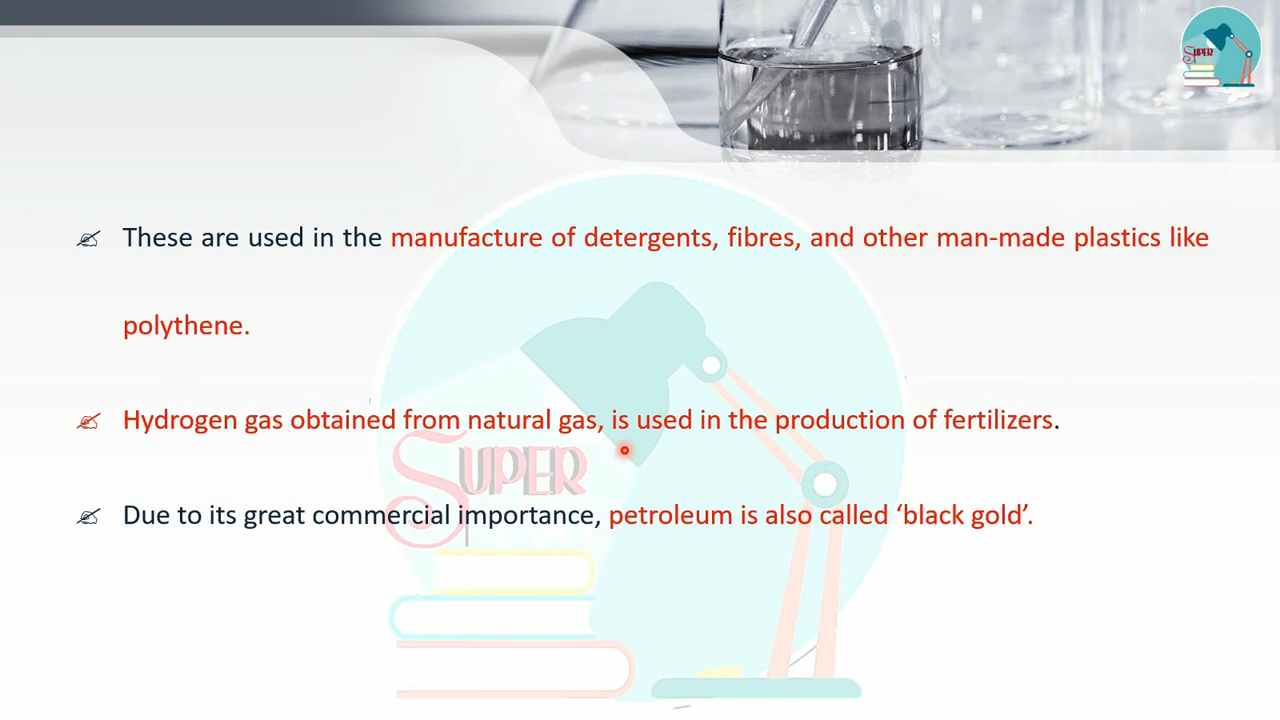 SUPER
These are used in the manufacture of detergents, fibres, and other man-made plastics like
polythene.
Hydrogen gas obtained from natural gas, is used in the production of fertilizers.
SUPER
Due to its great commercial importance, petroleum is also called ‘black gold’.